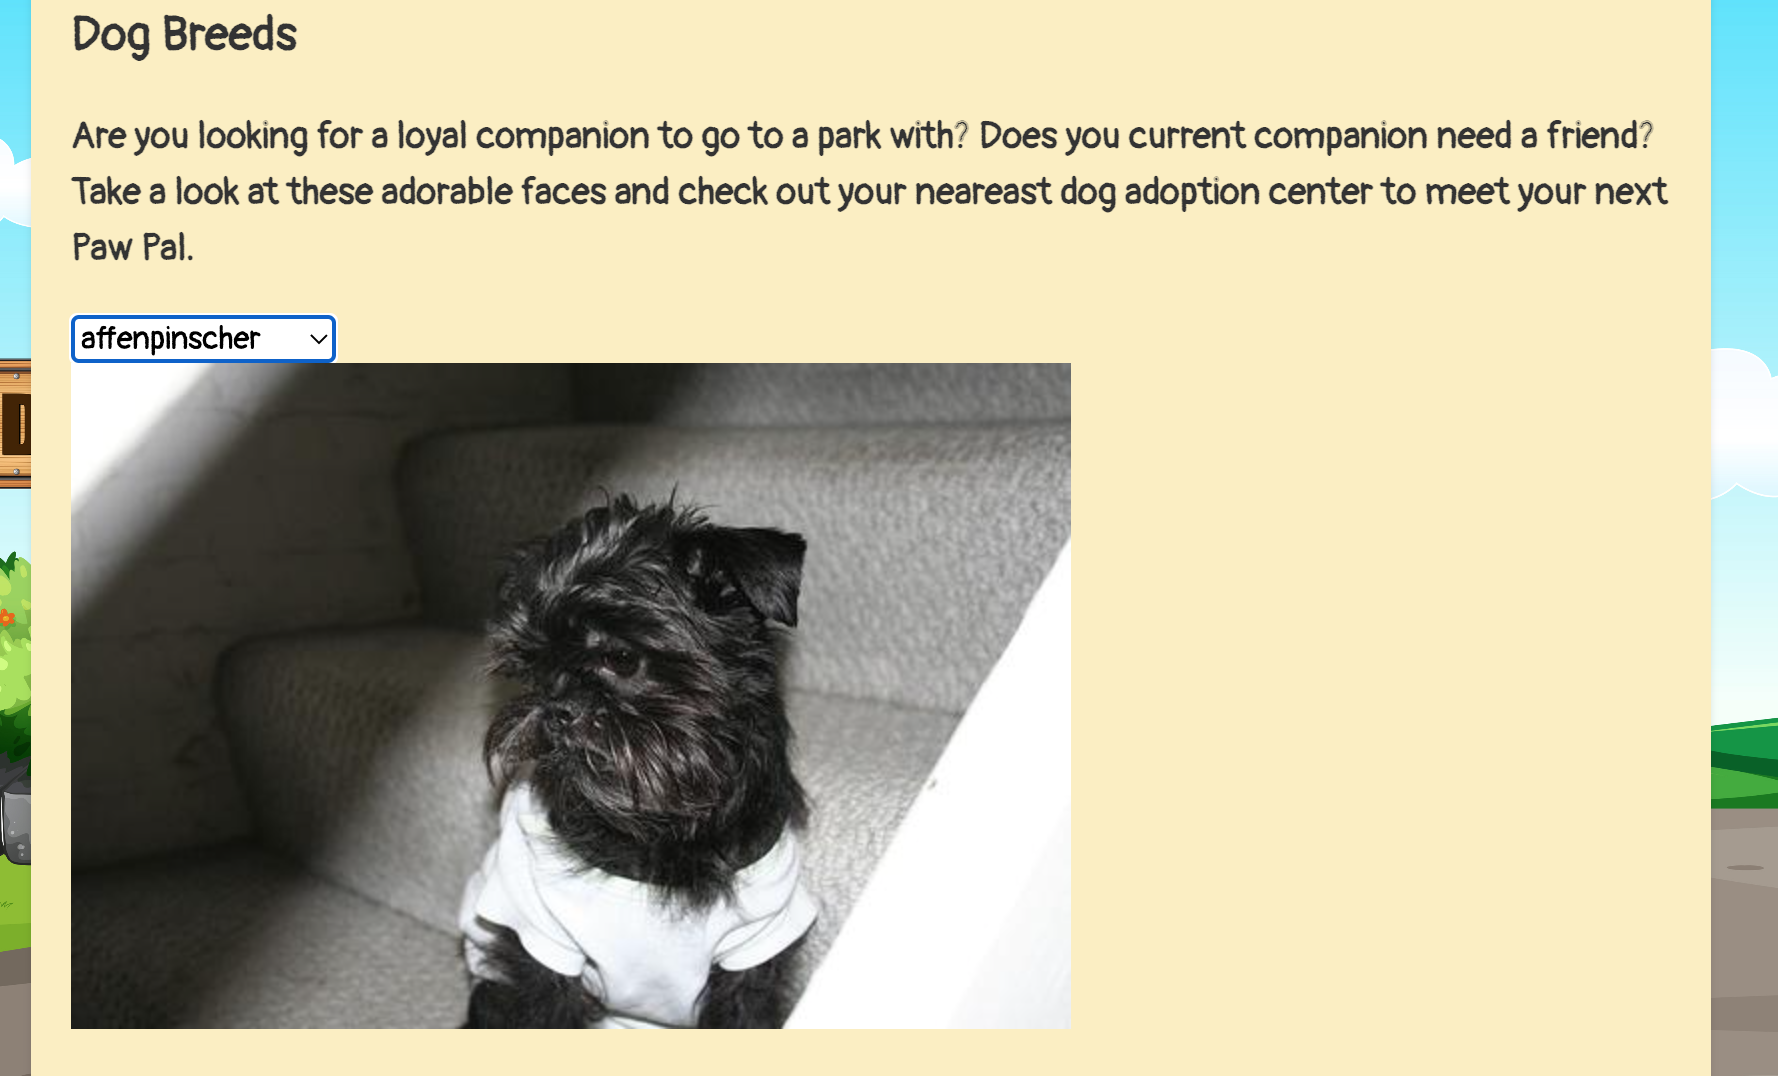 Dog Breeds
Are you looking for a loyal companion to go to a park with? Does you current companion need a friend?
Take a look at these adorable faces and check out your neareast dog adoption center to meet your next
Paw Pal.
affenpinscher
D